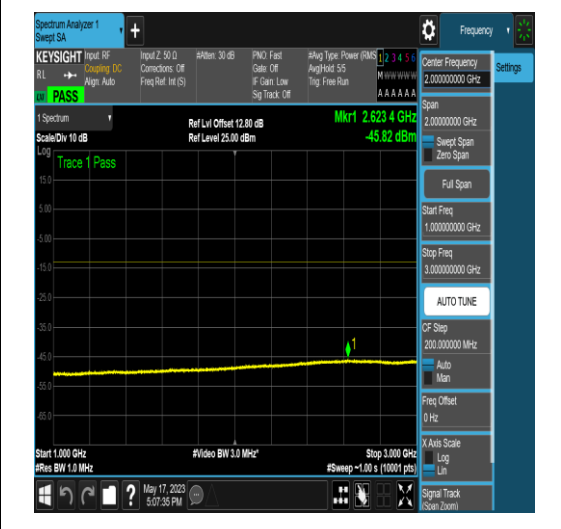 Spectrum Analyzer 1
Swept SA
Frequency
KEYSIGHT
RL
PASS
Input: RF
Coupling: DC
Align: Auto
Input Z: 50 Ω
Corrections: Off
Freq Ref: Int (S)
#Atten: 30 dB
PNO: Fast
Gate: Off
IF Gain: Low
Sig Track: Off
#Avg Type: Power (RMS
Avg|Hold: 5/5
Trig: Free Run
1 2 3 4 5 6
M W W W W W
A A A A A A
1 Spectrum
Scale/Div 10 dB
Ref Lvl Offset 12.80 dB
Ref Level 25.00 dBm
Mkr1 2.623 4 GHz
-45.82 dBm
Log
Trace 1 Pass
15.0
5.00
-5.00
-15.0
-25.0
-35.0
-45.0
-55.0
-65.0
1
Start 1.000 GHz
#Res BW 1.0 MHz
#Video BW 3.0 MHz*
Stop 3.000 GHz
#Sweep ~1.00 s (10001 pts)
May 17, 2023
5:07:35 PM
Center Frequency
2.000000000 GHz
Settings
Span
2.00000000 GHz
Swept Span
Zero Span
Full Span
Start Freq
1.000000000 GHz
Stop Freq
3.000000000 GHz
AUTO TUNE
CF Step
200.000000 MHz
Auto
Man
Freq Offset
0 Hz
X Axis Scale
Log
Lin
Signal Track
(Span Zoom)